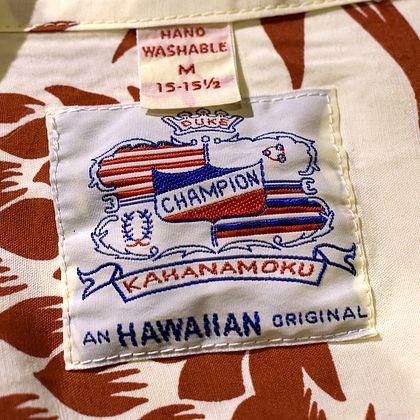 HAND
WASHABLE
M
15-15½
DUKE
CHAMPION
KAHANAMOKU
AN HAWAIIAN ORIGINAL